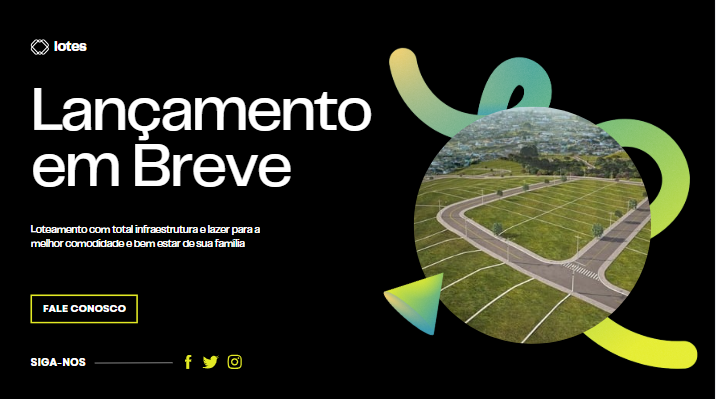 lotes
Lançamento
em Breve
Loteamento com total infraestrutura e lazer para a
melhor comodidade e bem estar de sua família
FALE CONOSCO
SIGA-NOS